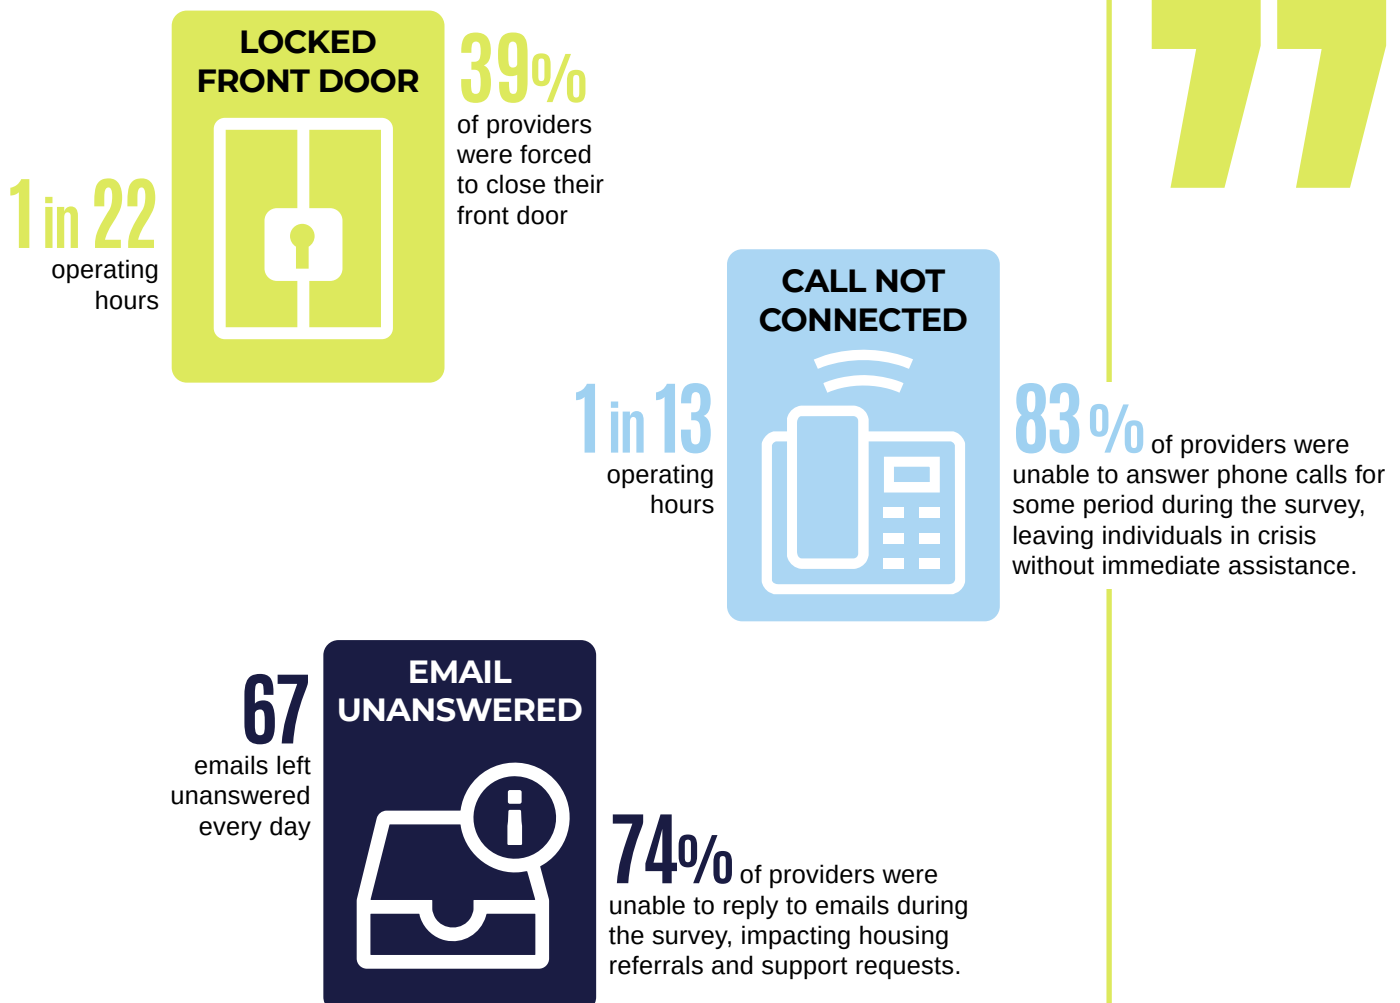 LOCKED
FRONT DOOR
39%
of providers
were forced
to close their
front door
1 in 22
operating
hours
CALL NOT
CONNECTED
1 in 13
operating
hours
83% of providers were
unable to answer phone calls for
some period during the survey,
leaving individuals in crisis
without immediate assistance.
EMAIL
UNANSWERED
67
emails left
unanswered
every day
74% of providers were
unable to reply to emails during
the survey, impacting housing
referrals and support requests.